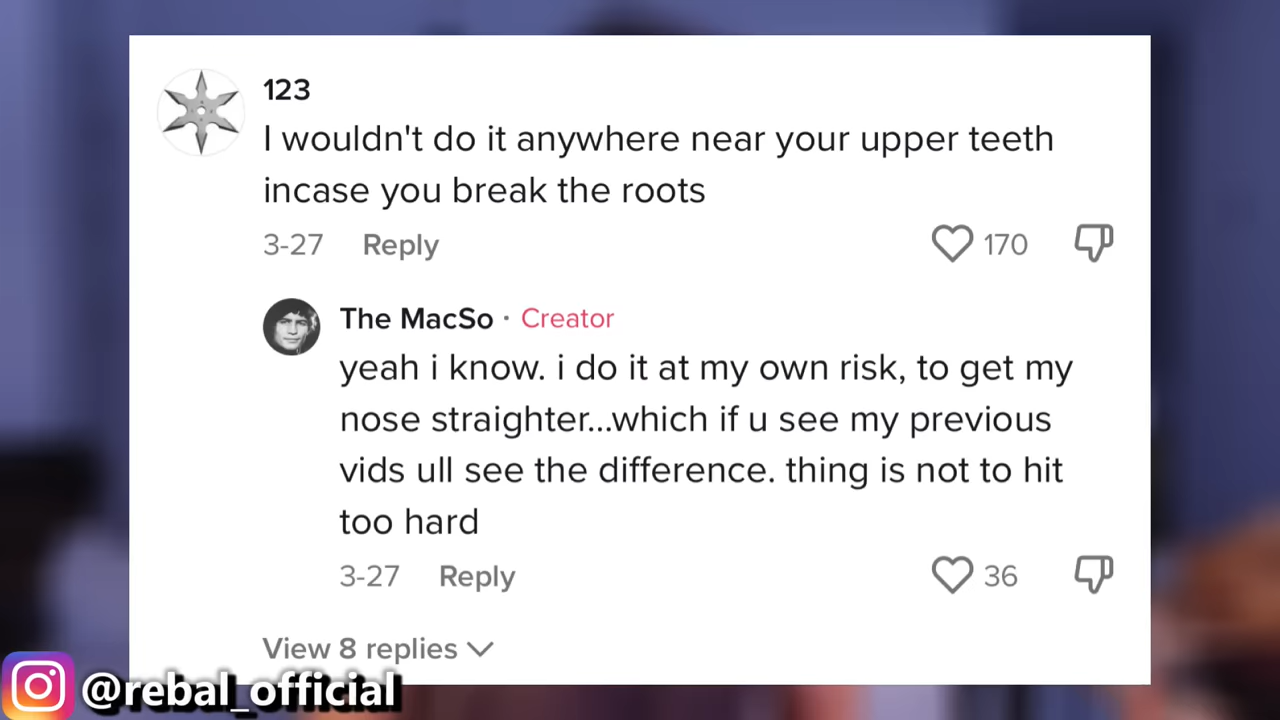 123
I wouldn't do it anywhere near your upper teeth
incase you break the roots
3-27 Reply 170
The MacSo · Creator
yeah i know. i do it at my own risk, to get my
nose straighter...which if u see my previous
vids ull see the difference. thing is not to hit
too hard
3-27 Reply 36
View 8 replies
@rebal_official